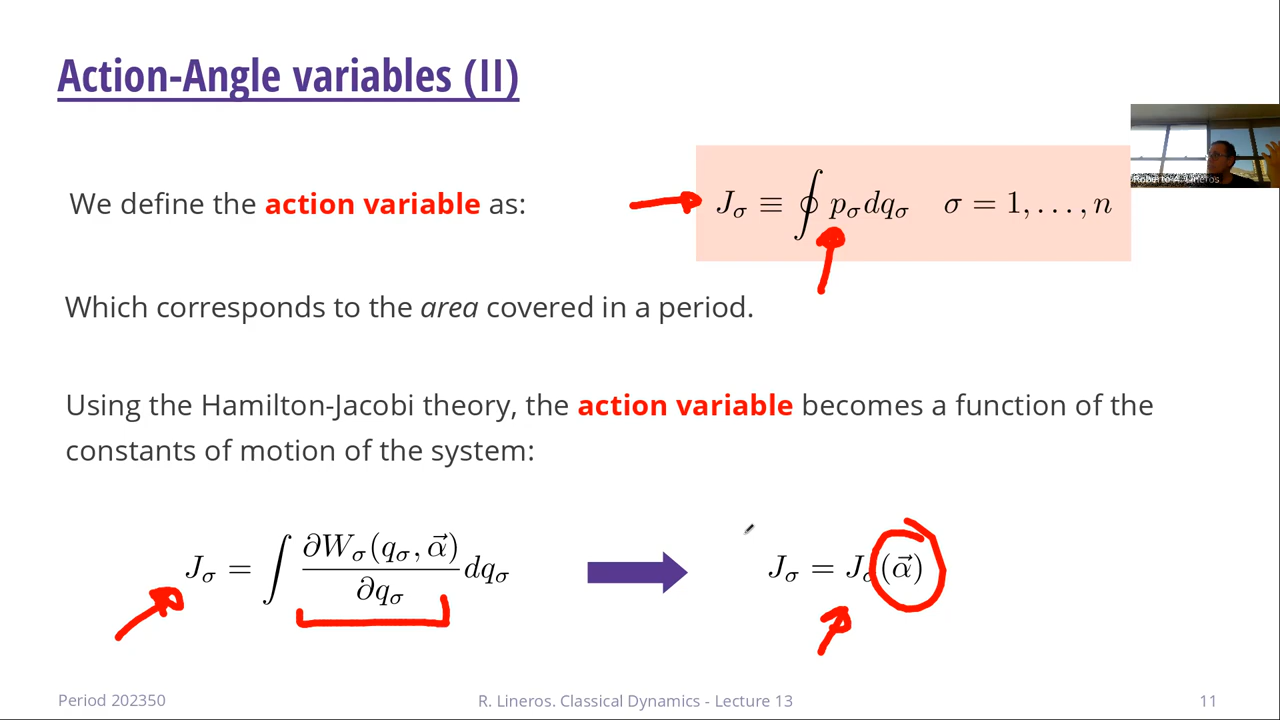 Action-Angle variables (II)
We define the action variable as:
J_σ ≡ ∮ p_σ dq_σ   σ = 1, . . . , n
Roberto A. Lineros
Which corresponds to the area covered in a period.
Using the Hamilton-Jacobi theory, the action variable becomes a function of the
constants of motion of the system:
J_σ = ∫ ∂W_σ(q_σ, α⃗)/∂q_σ dq_σ
J_σ = J_σ(α⃗)
Period 202350
R. Lineros. Classical Dynamics - Lecture 13
11